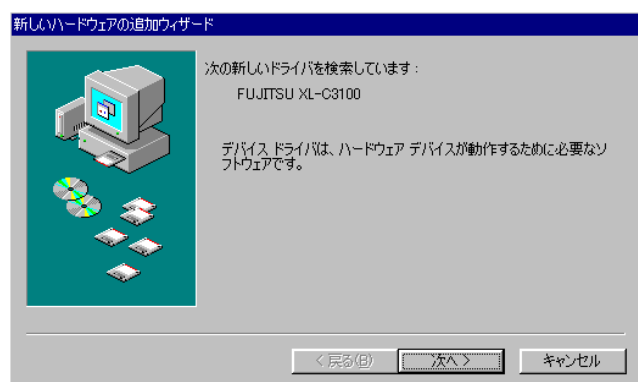 新しいハードウェアの追加ウィザード
次の新しいドライバを検索しています：
FUJITSU XL-C3100
デバイス ドライバは、ハードウェア デバイスが動作するために必要なソ
フトウェアです。
< 戻る(B)
次へ >
キャンセル